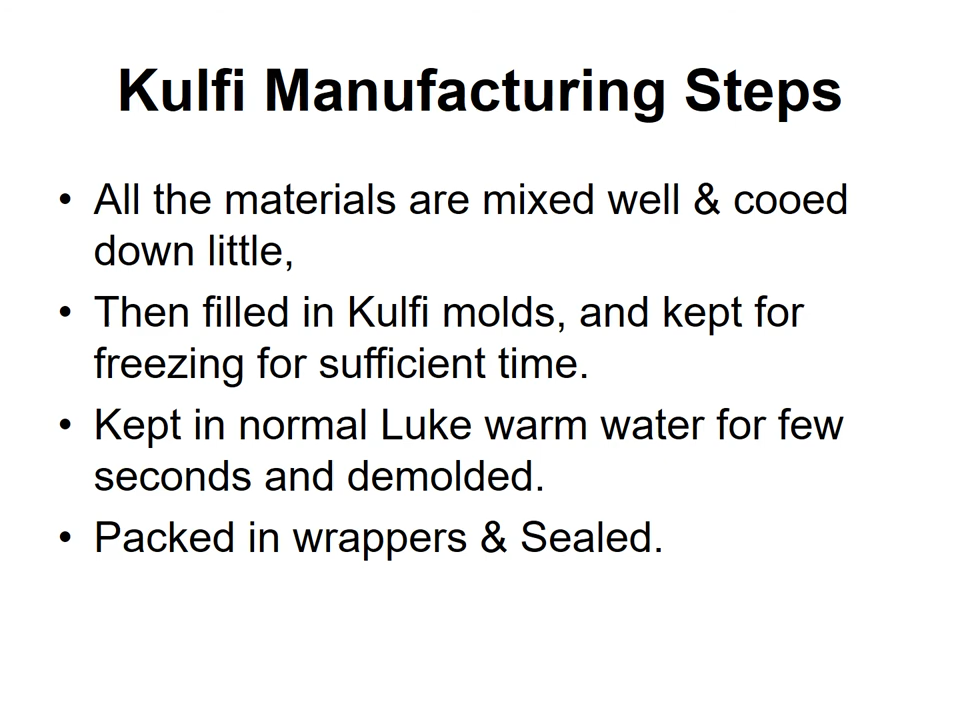 Kulfi Manufacturing Steps
• All the materials are mixed well & cooed
down little,
• Then filled in Kulfi molds, and kept for
freezing for sufficient time.
• Kept in normal Luke warm water for few
seconds and demolded.
• Packed in wrappers & Sealed.